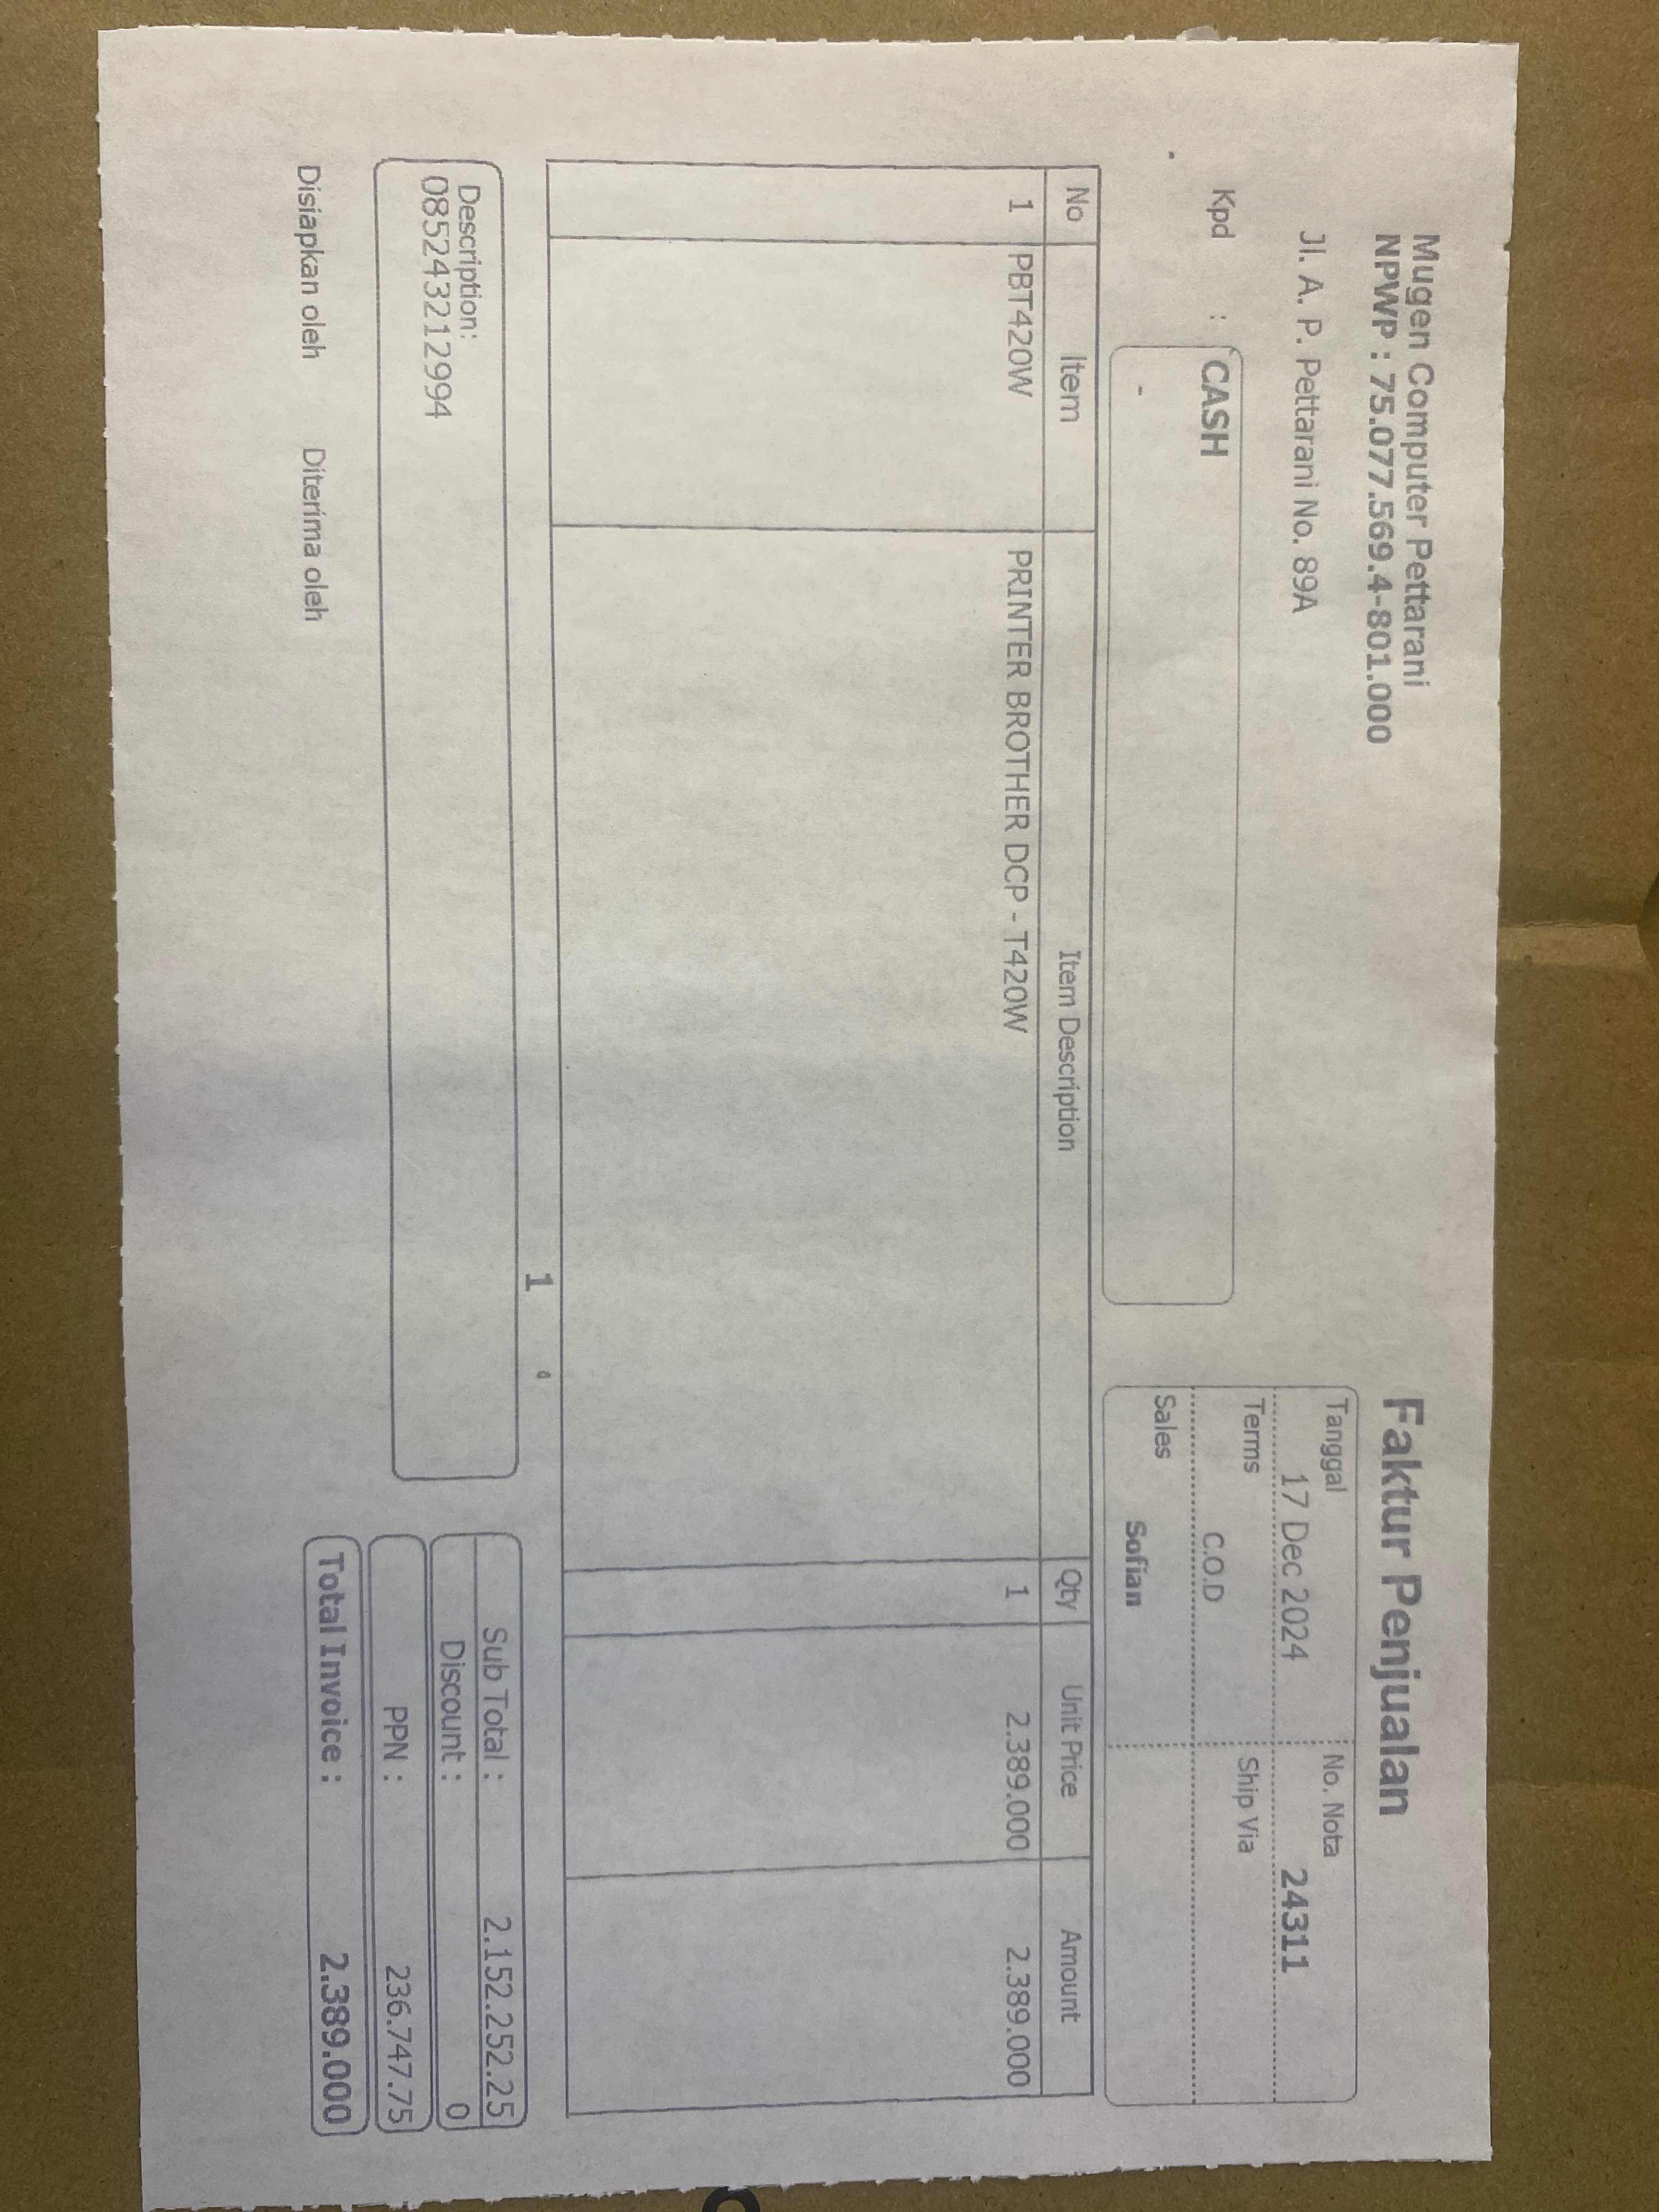 Mugen Computer Pettarani
NPWP : 75.077.569.4-801.000
Jl. A. P. Pettarani No. 89A
Faktur Penjualan
Tanggal
17 Dec 2024
No. Nota
24311
Terms
C.O.D
Ship Via
Sales
Sofian
Kpd : CASH
-
No Item Item Description Qty Unit Price Amount
1 PBT420W PRINTER BROTHER DCP - T420W 1 2.389.000 2.389.000
1
Description:
085243212994
Sub Total : 2.152.252.25
Discount : 0
PPN : 236.747.75
Total Invoice : 2.389.000
Disiapkan oleh Diterima oleh